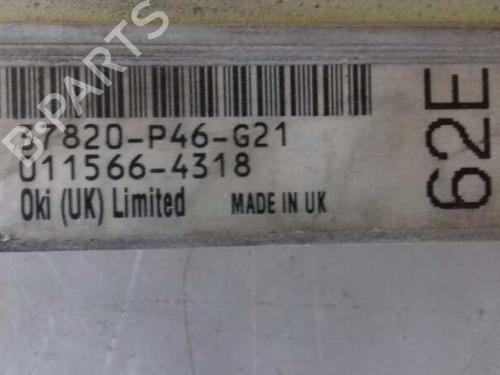 37820-P46-G21
011566-4318
Oki (UK) Limited MADE IN UK
62E
B-PARTS